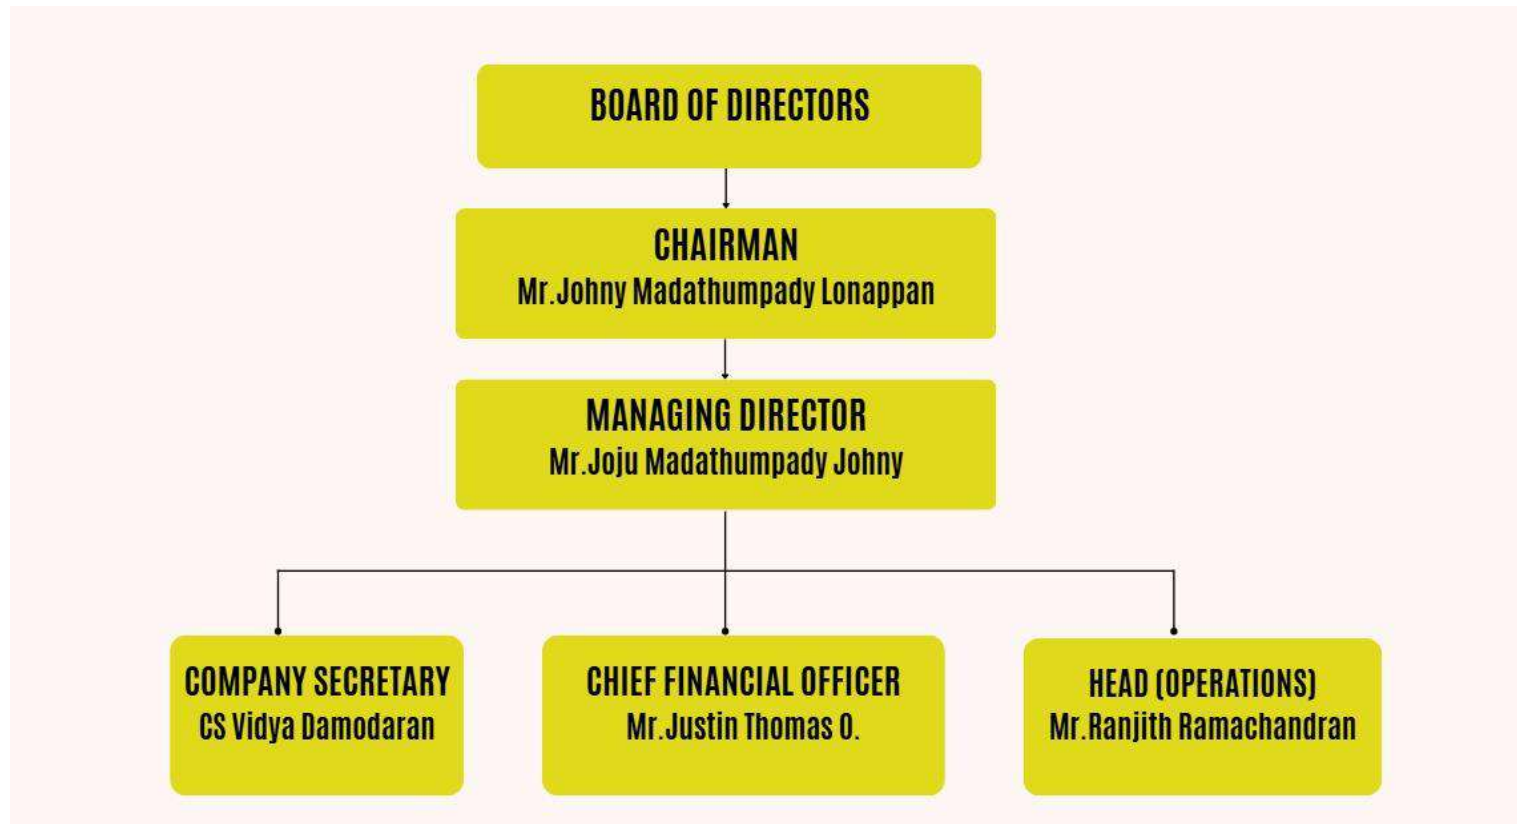 BOARD OF DIRECTORS
CHAIRMAN
Mr.Johny Madathumpady Lonappan
MANAGING DIRECTOR
Mr.Joju Madathumpady Johny
COMPANY SECRETARY
CS Vidya Damodaran
CHIEF FINANCIAL OFFICER
Mr.Justin Thomas O.
HEAD (OPERATIONS)
Mr.Ranjith Ramachandran